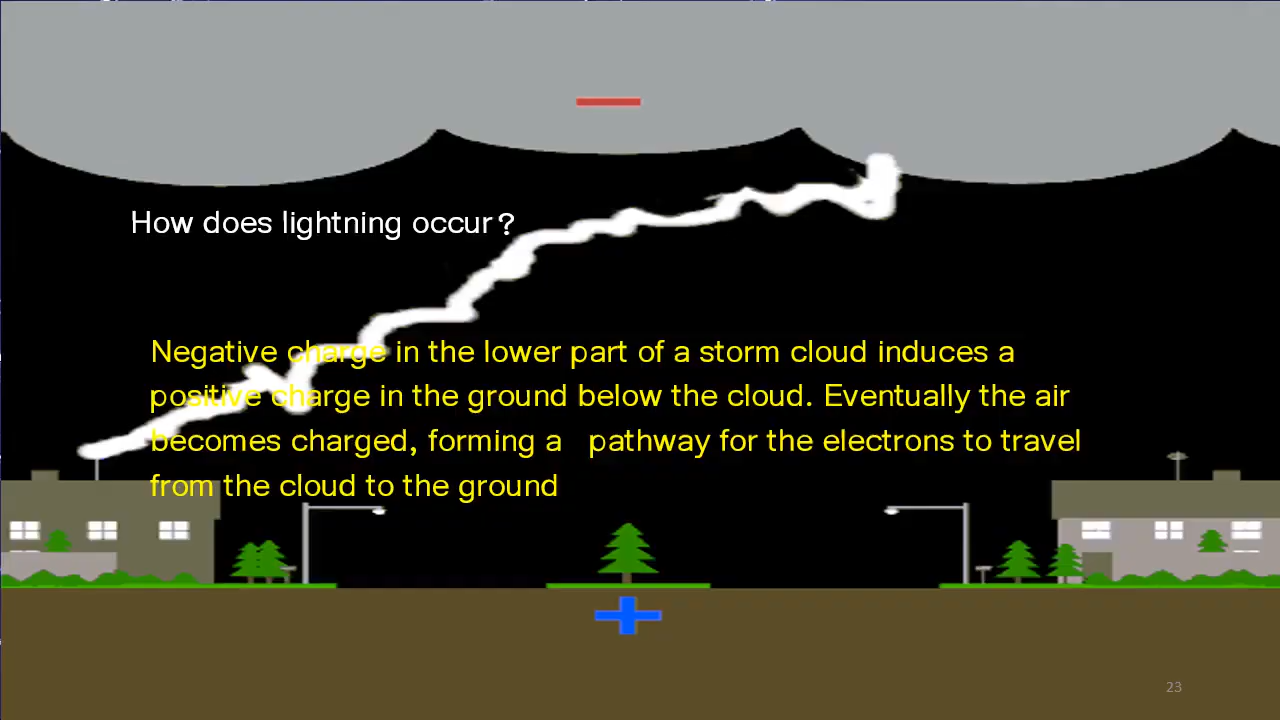 How does lightning occur?
Negative charge in the lower part of a storm cloud induces a
positive charge in the ground below the cloud. Eventually the air
becomes charged, forming a pathway for the electrons to travel
from the cloud to the ground
23